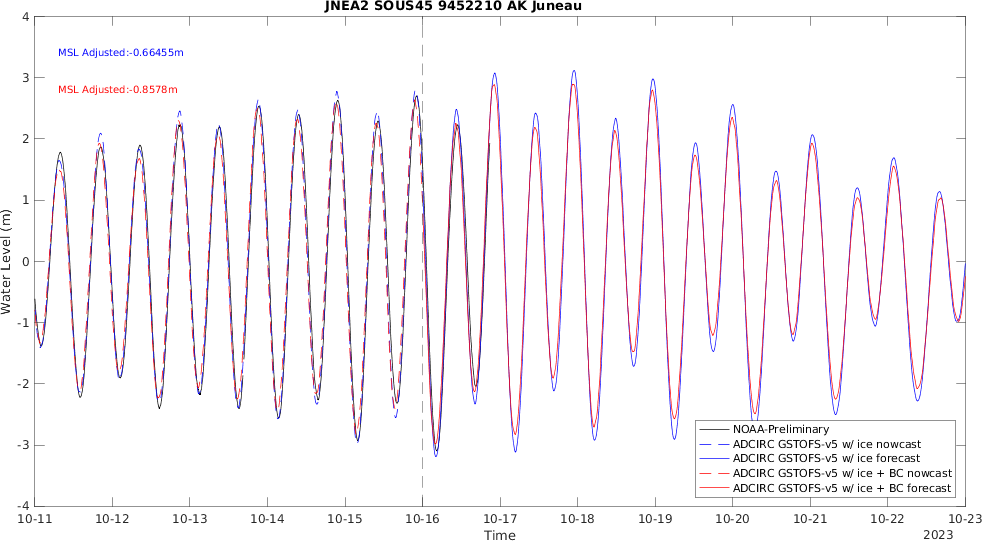 JNEA2 SOUS45 9452210 AK Juneau
MSL Adjusted:-0.66455m
MSL Adjusted:-0.8578m
4
3
2
1
0
-1
-2
-3
-4
Water Level (m)
NOAA-Preliminary
ADCIRC GSTOFS-v5 w/ ice nowcast
ADCIRC GSTOFS-v5 w/ ice forecast
ADCIRC GSTOFS-v5 w/ ice + BC nowcast
ADCIRC GSTOFS-v5 w/ ice + BC forecast
10-11 10-12 10-13 10-14 10-15 10-16 10-17 10-18 10-19 10-20 10-21 10-22 10-23
Time
2023